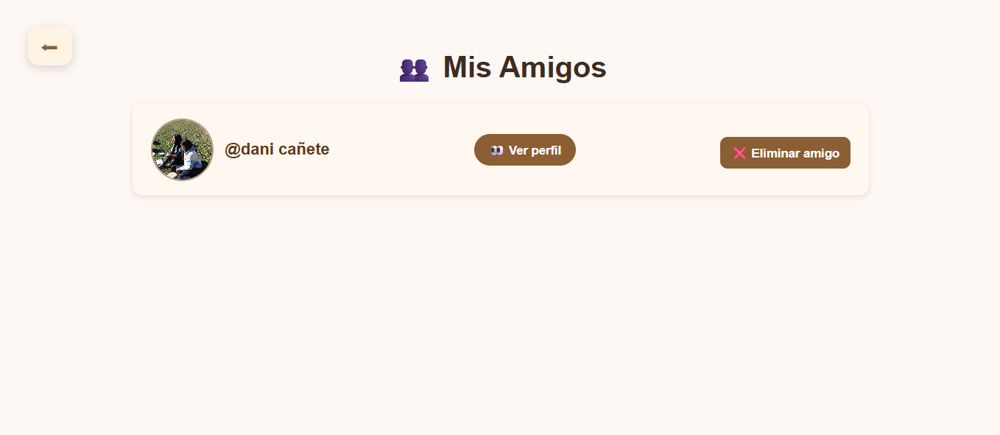 Mis Amigos
@dani cañete
Ver perfil
Eliminar amigo